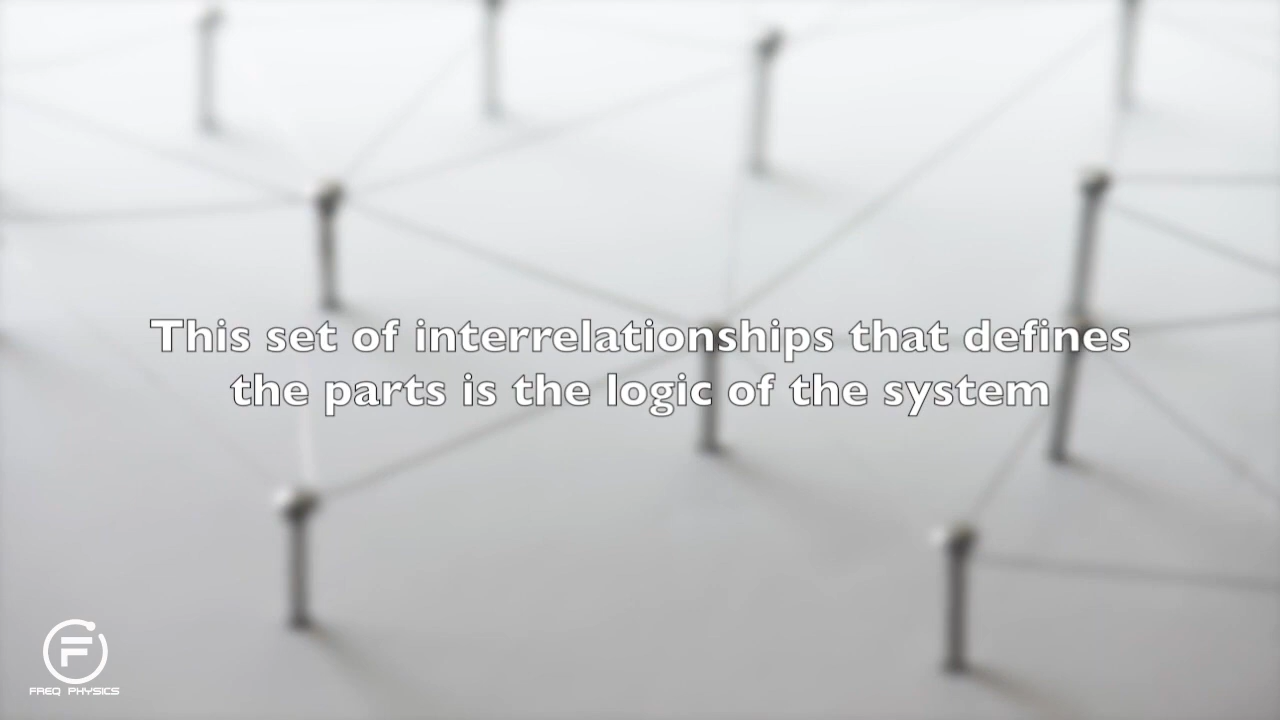 This set of interrelationships that defines
the parts is the logic of the system
FREQ PHYSICS